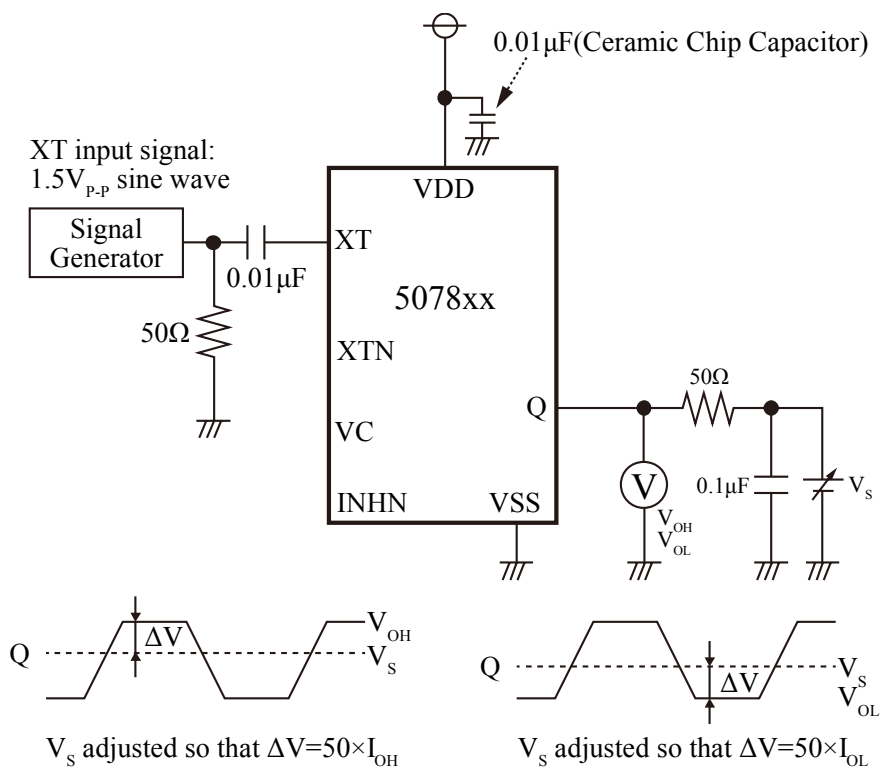 0.01μF(Ceramic Chip Capacitor)
XT input signal:
1.5V_P-P sine wave
Signal
Generator
0.01μF
50Ω
VDD
XT
5078xx
XTN
VC
INHN
VSS
Q
50Ω
V
V_OH
V_OL
0.1μF
V_S
Q
ΔV
V_OH
V_S
V_S adjusted so that ΔV=50×I_OH
Q
ΔV
V_S
V_OL
V_S adjusted so that ΔV=50×I_OL